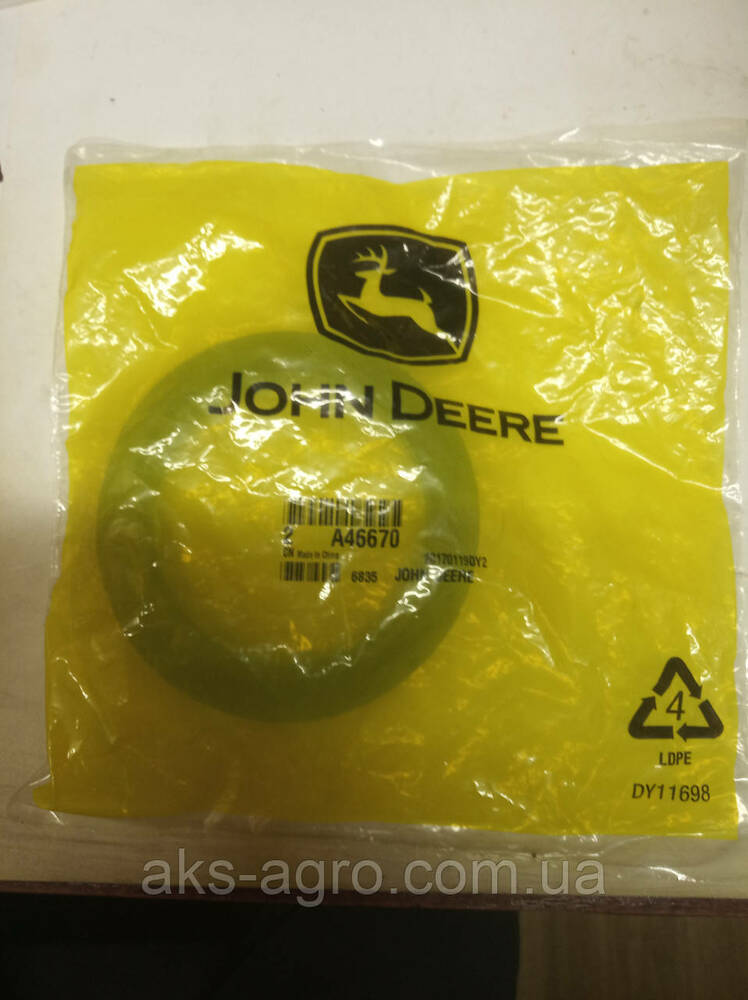 JOHN DEERE
A46670
CN Made in China
6835 JOHN DEERE
4
LDPE
DY11698
aks-agro.com.ua